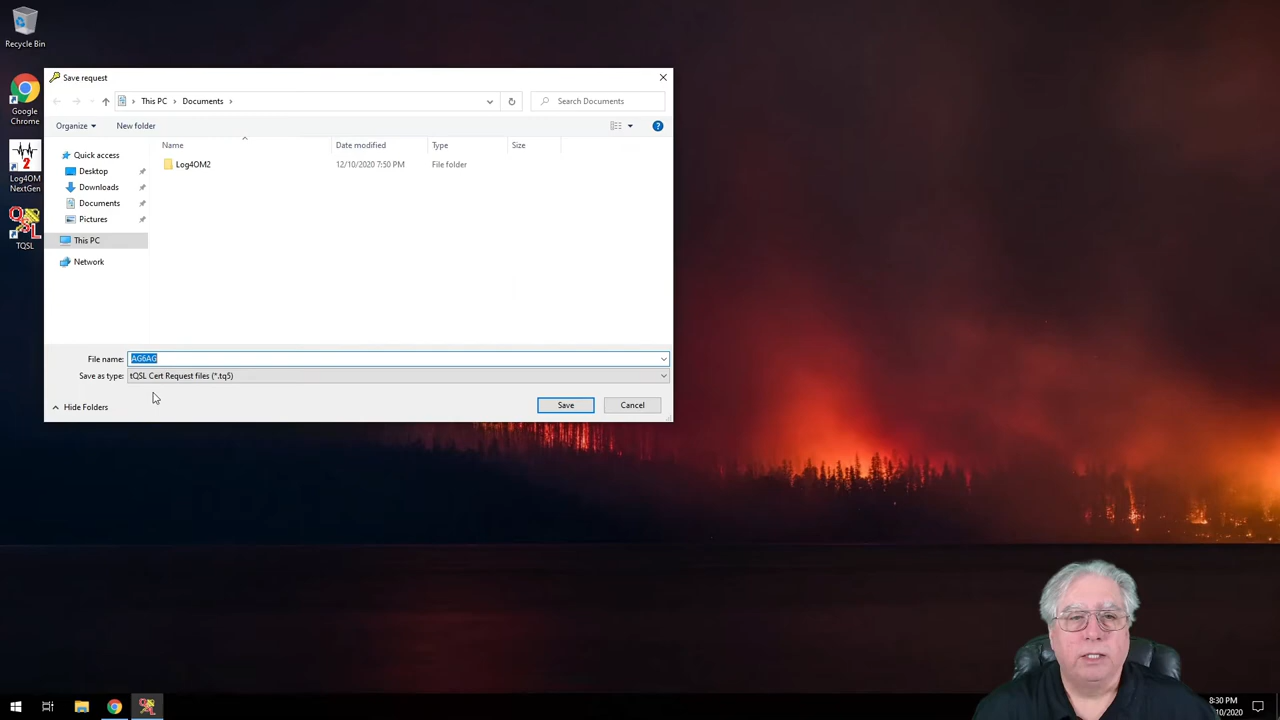 Recycle Bin
Google
Chrome
Log4OM
NextGen
TQSL
Save request
This PC
Documents
Search Documents
Organize
New folder
Name
Date modified
Type
Size
Quick access
Desktop
Downloads
Documents
Pictures
This PC
Network
Log4OM2
12/10/2020 7:50 PM
File folder
File name:
AG6AG
Save as type:
tQSL Cert Request files (*.tq5)
Hide Folders
Save
Cancel
8:30 PM
/10/2020